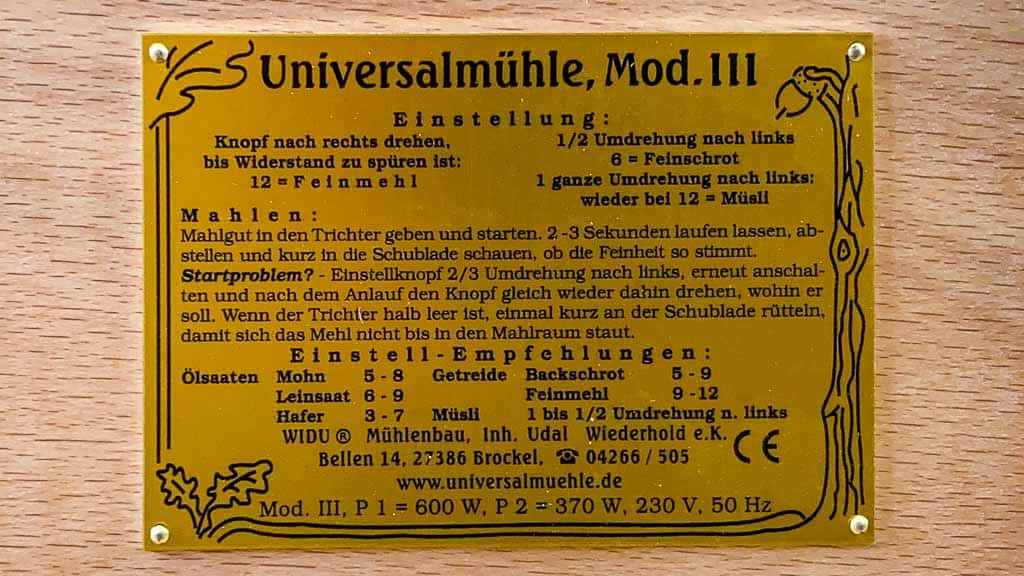 Universalmühle, Mod. III
Einstellung:
Knopf nach rechts drehen,
bis Widerstand zu spüren ist:
12 = Feinmehl
1/2 Umdrehung nach links
6 = Feinschrot
1 ganze Umdrehung nach links:
wieder bei 12 = Müsli
Mahlen:
Mahlgut in den Trichter geben und starten. 2 -3 Sekunden laufen lassen, ab-
stellen und kurz in die Schublade schauen, ob die Feinheit so stimmt.
Startproblem? - Einstellknopf 2/3 Umdrehung nach links, erneut anschal-
ten und nach dem Anlauf den Knopf gleich wieder dahin drehen, wohin er
soll. Wenn der Trichter halb leer ist, einmal kurz an der Schublade rütteln,
damit sich das Mehl nicht bis in den Mahlraum staut.
Einstell-Empfehlungen:
Ölsaaten Mohn 5 - 8 Getreide Backschrot 5 - 9
Leinsaat 6 - 9 Feinmehl 9 -12
Hafer 3 - 7 Müsli 1 bis 1/2 Umdrehung n. links
WIDU ® Mühlenbau, Inh. Udal Wiederhold e.K. CE
Bellen 14, 27386 Brockel, ☎ 04266 / 505
www.universalmuehle.de
Mod. III, P 1 = 600 W, P 2 = 370 W, 230 V, 50 Hz